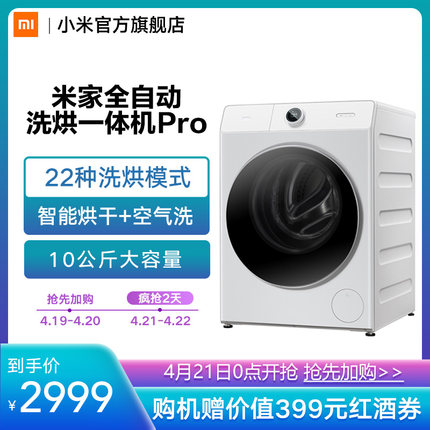 mi 小米官方旗舰店
米家全自动
洗烘一体机Pro
22种洗烘模式
智能烘干+空气洗
10公斤大容量
抢先加购 疯抢2天
4.19-4.20 4.21-4.22
到手价
¥2999
4月21日0点开抢 抢先加购>>
购机赠价值399元红酒券